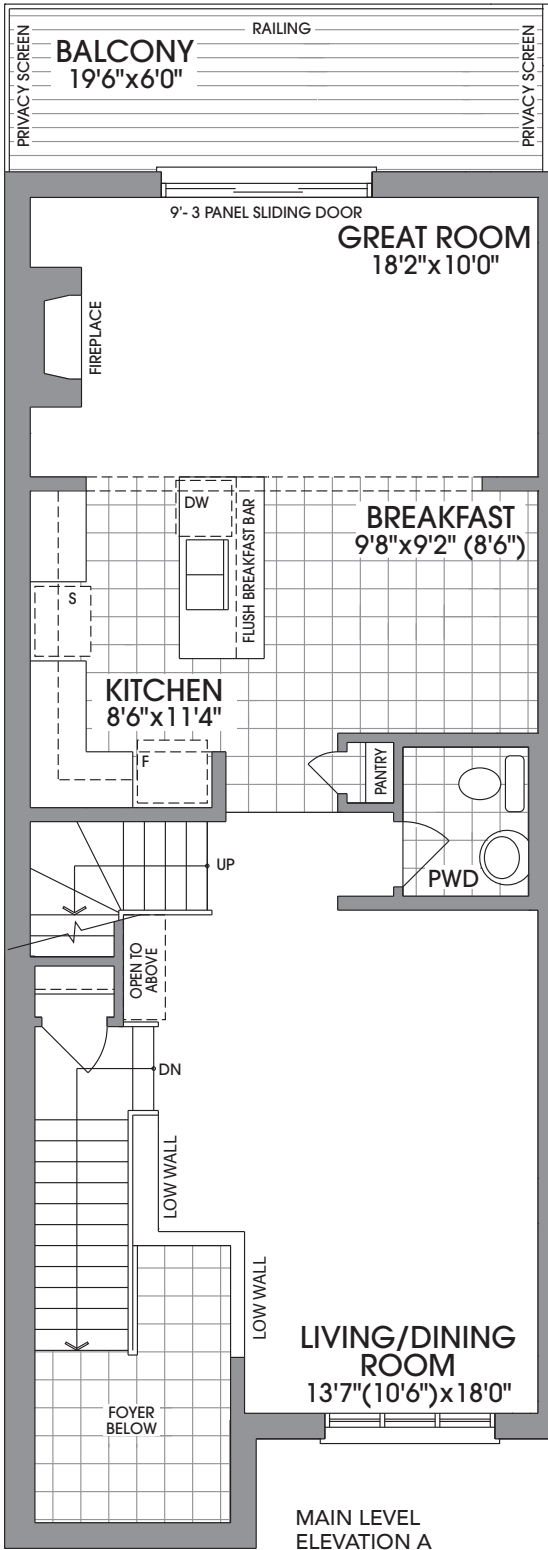 RAILING
PRIVACY SCREEN
BALCONY
19'6"x6'0"
PRIVACY SCREEN
9'- 3 PANEL SLIDING DOOR
GREAT ROOM
18'2"x10'0"
FIREPLACE
DW
FLUSH BREAKFAST BAR
BREAKFAST
9'8"x9'2" (8'6")
S
KITCHEN
8'6"x11'4"
F
PANTRY
UP
PWD
OPEN TO
ABOVE
DN
LOW WALL
LOW WALL
LIVING/DINING
ROOM
13'7"(10'6")x18'0"
FOYER
BELOW
MAIN LEVEL
ELEVATION A